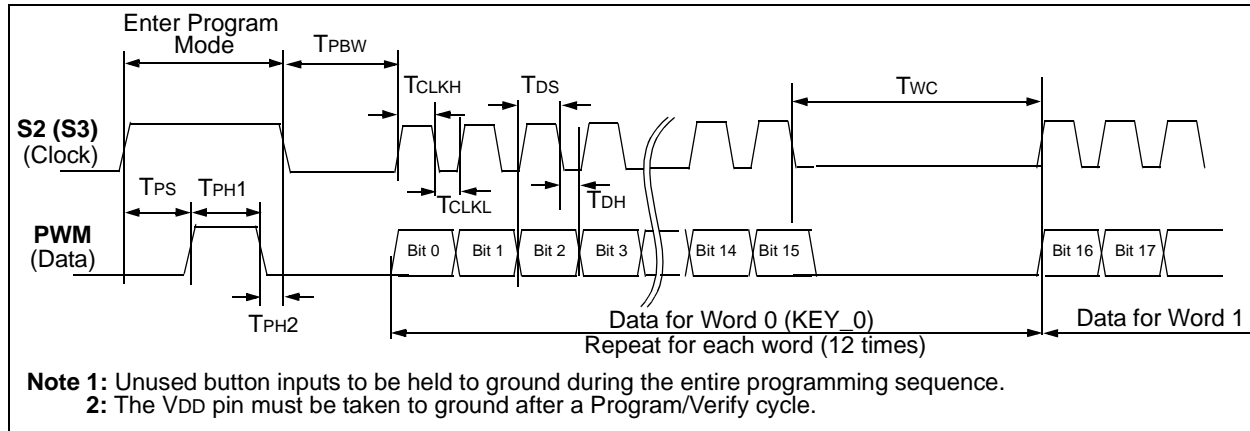 Enter Program
Mode
TPBW
TCLKH
TDS
TWC
S2 (S3)
(Clock)
TPS
TPH1
TCLKL
TDH
PWM
(Data)
Bit 0
Bit 1
Bit 2
Bit 3
Bit 14
Bit 15
Bit 16
Bit 17
TPH2
Data for Word 0 (KEY_0)
Data for Word 1
Repeat for each word (12 times)
Note 1: Unused button inputs to be held to ground during the entire programming sequence.
2: The VDD pin must be taken to ground after a Program/Verify cycle.